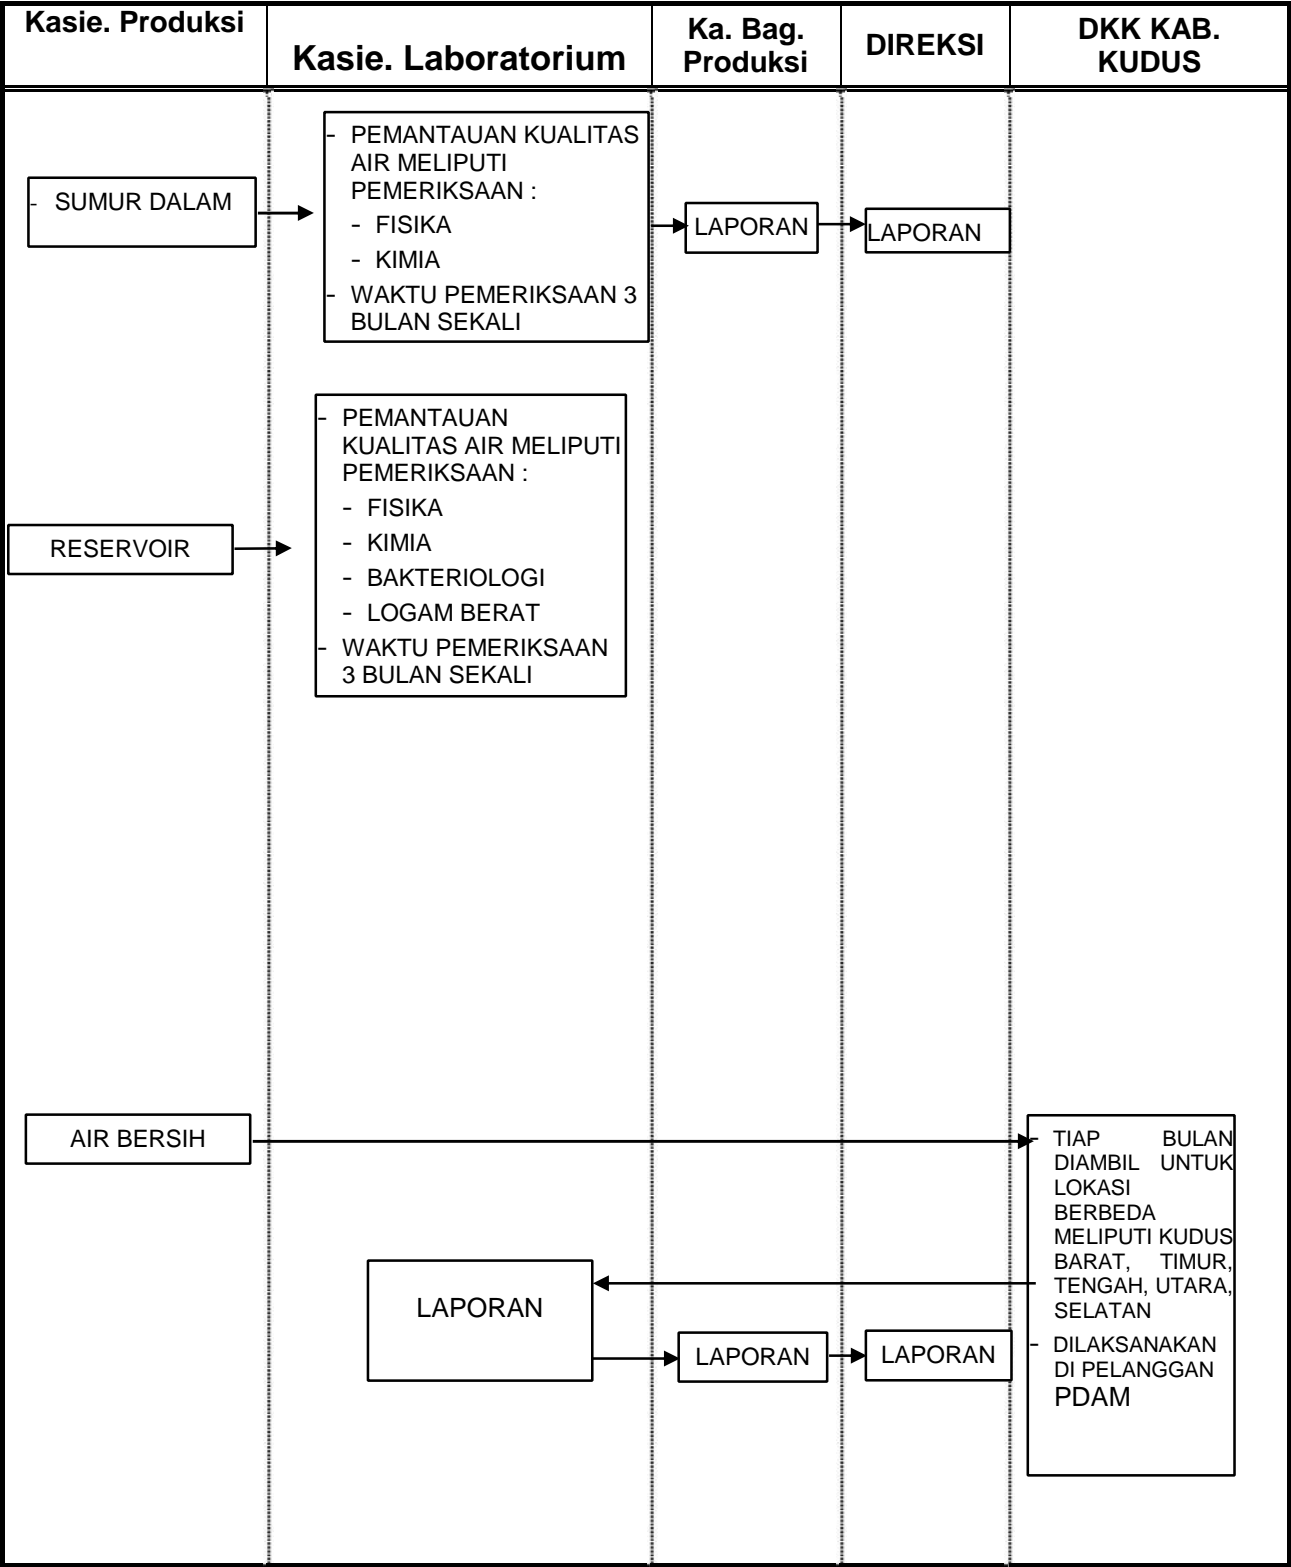 Kasie. Produksi
Kasie. Laboratorium
Ka. Bag.
Produksi
DIREKSI
DKK KAB.
KUDUS
- SUMUR DALAM
- PEMANTAUAN KUALITAS
AIR MELIPUTI
PEMERIKSAAN :
- FISIKA
- KIMIA
- WAKTU PEMERIKSAAN 3
BULAN SEKALI
LAPORAN
LAPORAN
RESERVOIR
- PEMANTAUAN
KUALITAS AIR MELIPUTI
PEMERIKSAAN :
- FISIKA
- KIMIA
- BAKTERIOLOGI
- LOGAM BERAT
- WAKTU PEMERIKSAAN
3 BULAN SEKALI
AIR BERSIH
- TIAP BULAN
DIAMBIL UNTUK
LOKASI
BERBEDA
MELIPUTI KUDUS
BARAT, TIMUR,
TENGAH, UTARA,
SELATAN
- DILAKSANAKAN
DI PELANGGAN
PDAM
LAPORAN
LAPORAN
LAPORAN